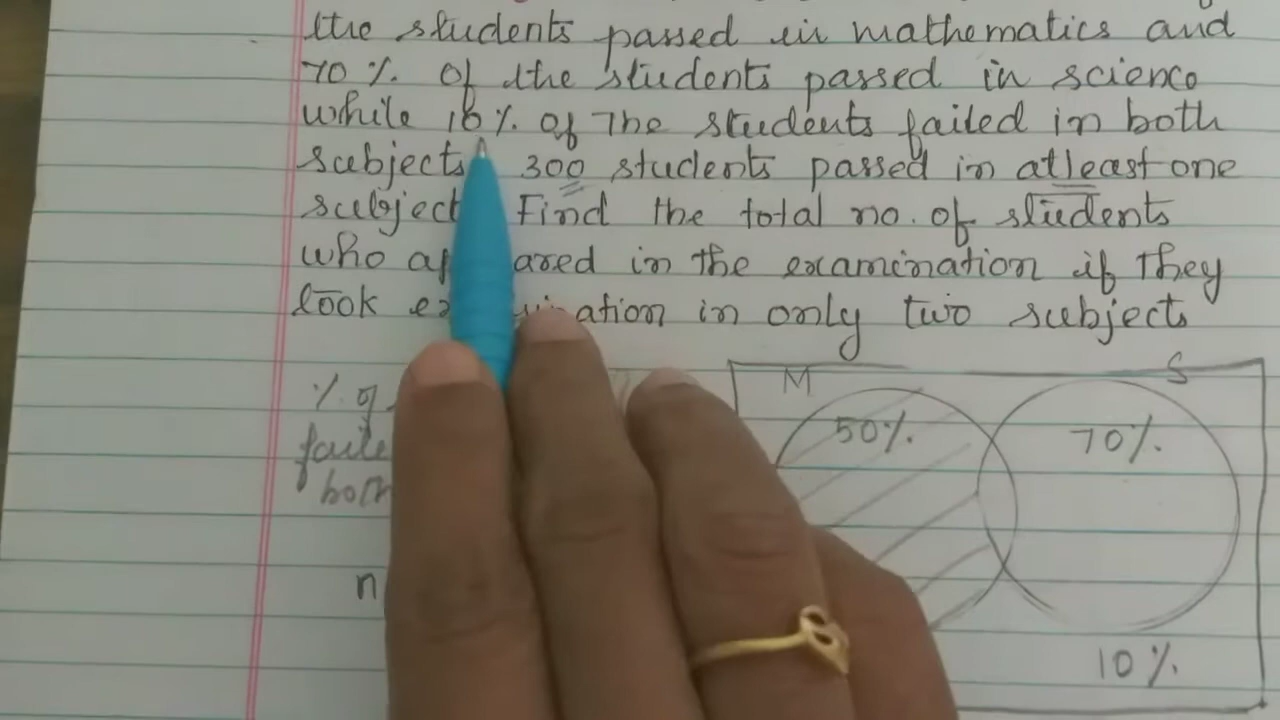 the students passed in mathematics and
70 % of the students passed in science
while 10 % of the students failed in both
subjects 300 students passed in atleast one
subject Find the total no. of students
who in the examination if they
took in only two subjects
% of
M S
50% 70%
n
10 %